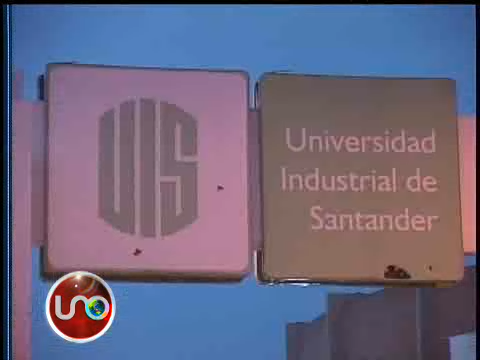 UIS
Universidad
Industrial de
Santander
uno